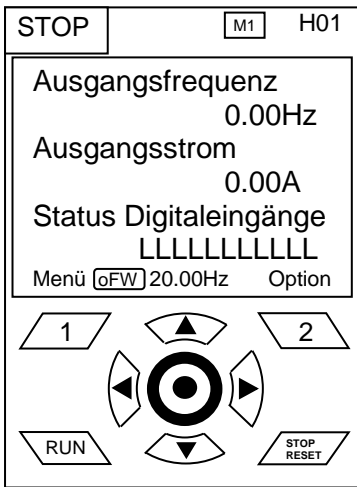 STOP M1 H01
Ausgangsfrequenz
0.00Hz
Ausgangsstrom
0.00A
Status Digitaleingänge
LLLLLLLLLLL
Menü oFW 20.00Hz Option
1 2
RUN STOP RESET